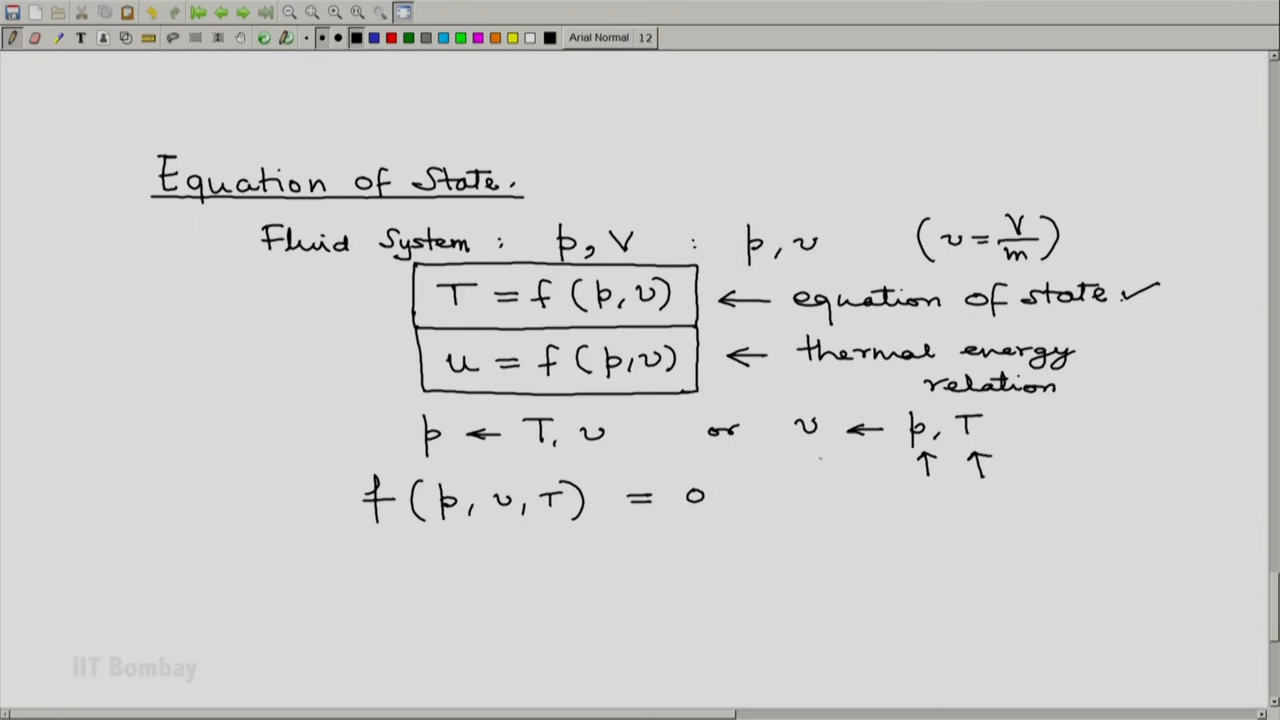 Arial Normal 12
Equation of State.
Fluid System : p, V : p, v (v = V/m)
T = f (p, v) ← equation of state ✓
u = f (p, v) ← thermal energy
relation
p ← T, v or v ← p, T
↑ ↑
f (p, v, T) = 0
IIT Bombay